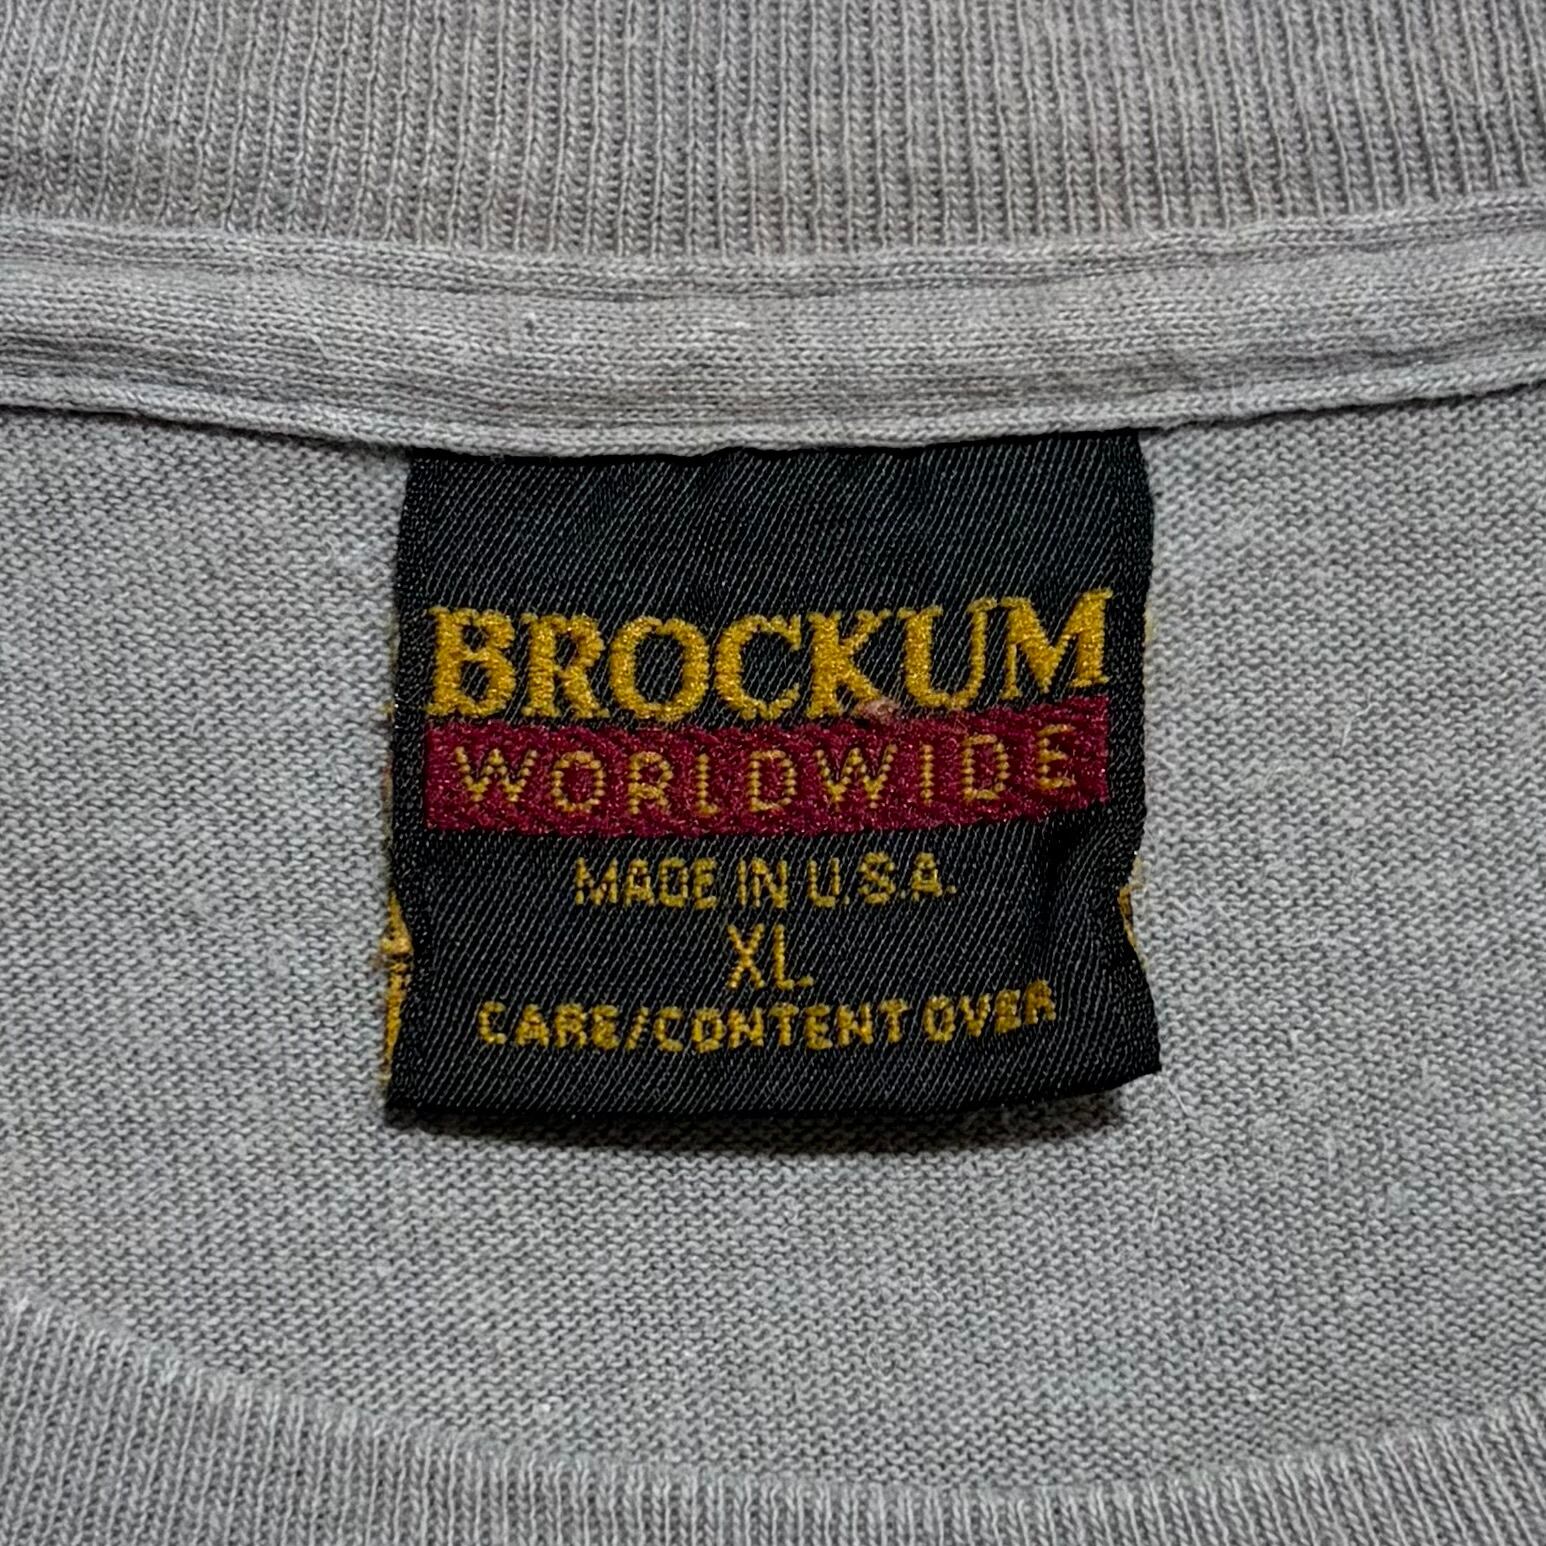 BROCKUM
WORLDWIDE
MADE IN U.S.A.
XL
CARE/CONTENT OVER